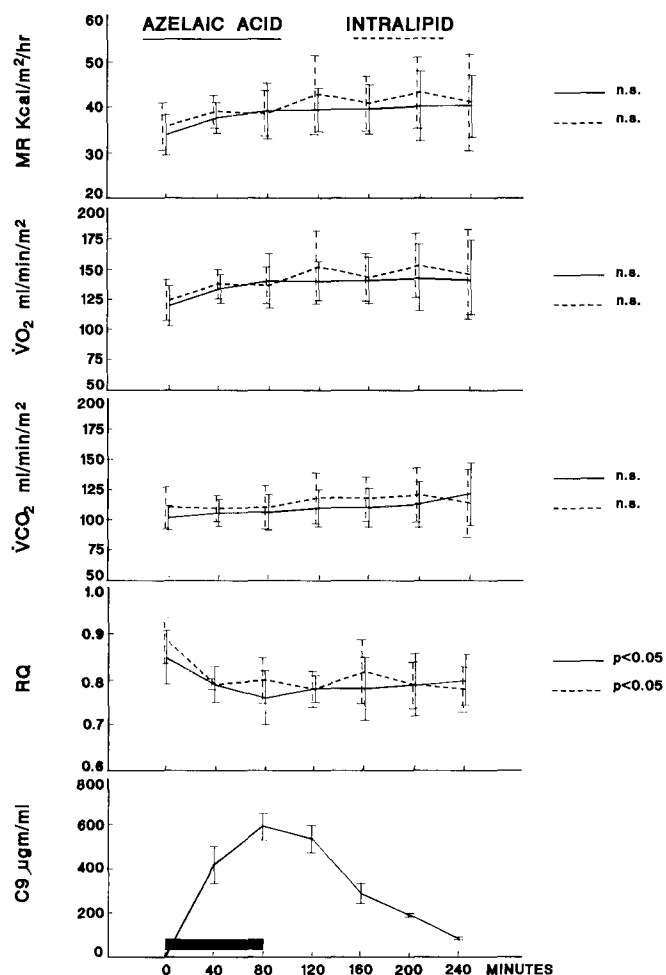 AZELAIC ACID INTRALIPID
60
50
40
30
20
MR Kcal/m²/hr
n.s.
n.s.
200
175
150
125
100
75
50
V̇O₂ ml/min/m²
n.s.
n.s.
200
175
150
125
100
75
50
V̇CO₂ ml/min/m²
n.s.
n.s.
1.0
0.9
0.8
0.7
0.6
RQ
p<0.05
p<0.05
800
600
400
200
0
C9 µgm/ml
0 40 80 120 160 200 240 MINUTES